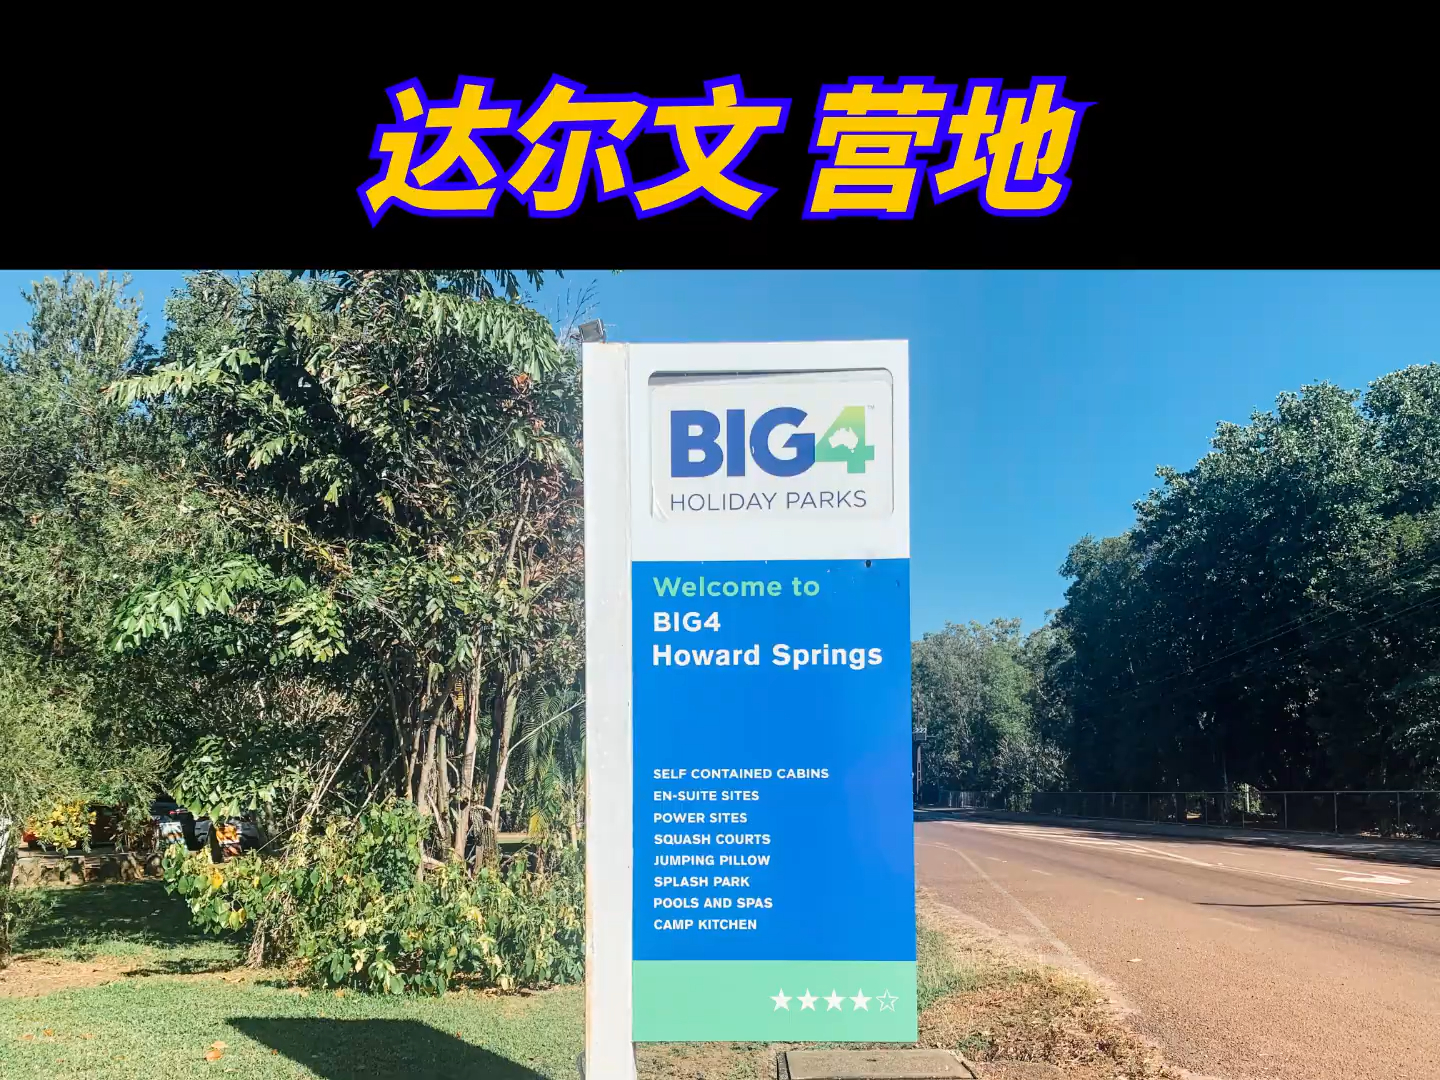 达尔文 营地
BIG4™
HOLIDAY PARKS
Welcome to
BIG4
Howard Springs
SELF CONTAINED CABINS
EN-SUITE SITES
POWER SITES
SQUASH COURTS
JUMPING PILLOW
SPLASH PARK
POOLS AND SPAS
CAMP KITCHEN